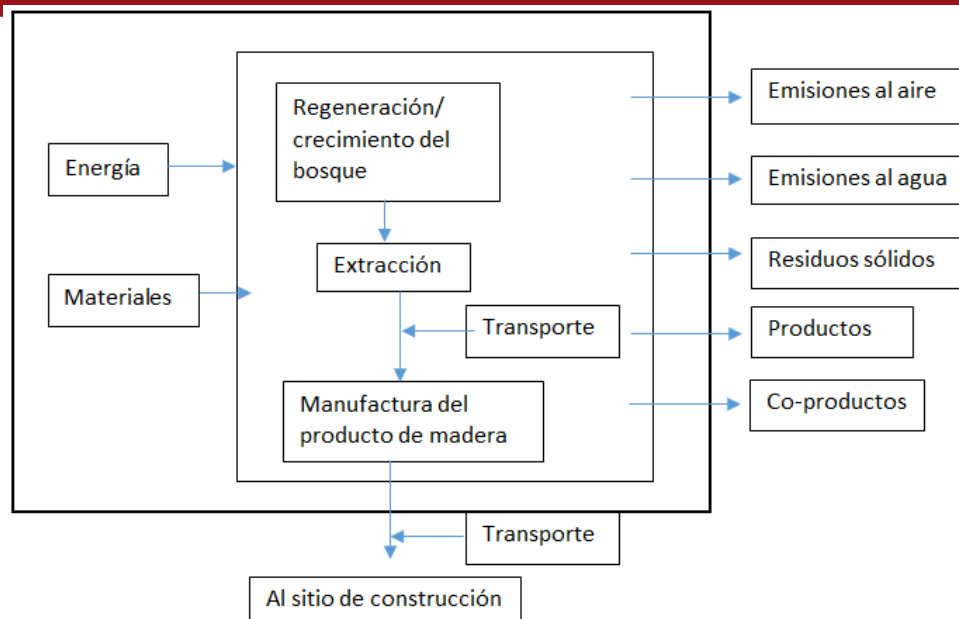 Energía
Materiales
Regeneración/
crecimiento del
bosque
Extracción
Transporte
Manufactura del
producto de madera
Transporte
Al sitio de construcción
Emisiones al aire
Emisiones al agua
Residuos sólidos
Productos
Co-productos